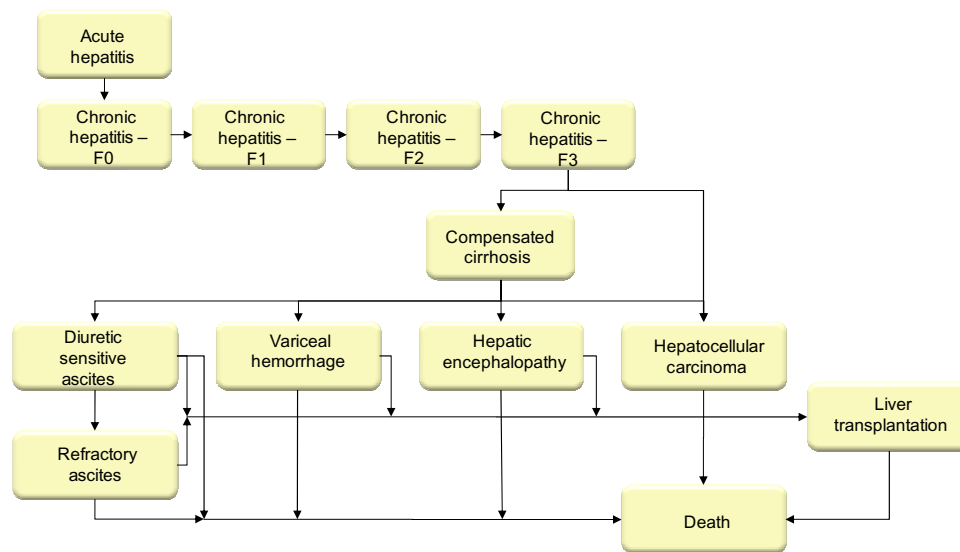 Acute
hepatitis
Chronic
hepatitis –
F0
Chronic
hepatitis –
F1
Chronic
hepatitis –
F2
Chronic
hepatitis –
F3
Compensated
cirrhosis
Diuretic
sensitive
ascites
Variceal
hemorrhage
Hepatic
encephalopathy
Hepatocellular
carcinoma
Liver
transplantation
Refractory
ascites
Death